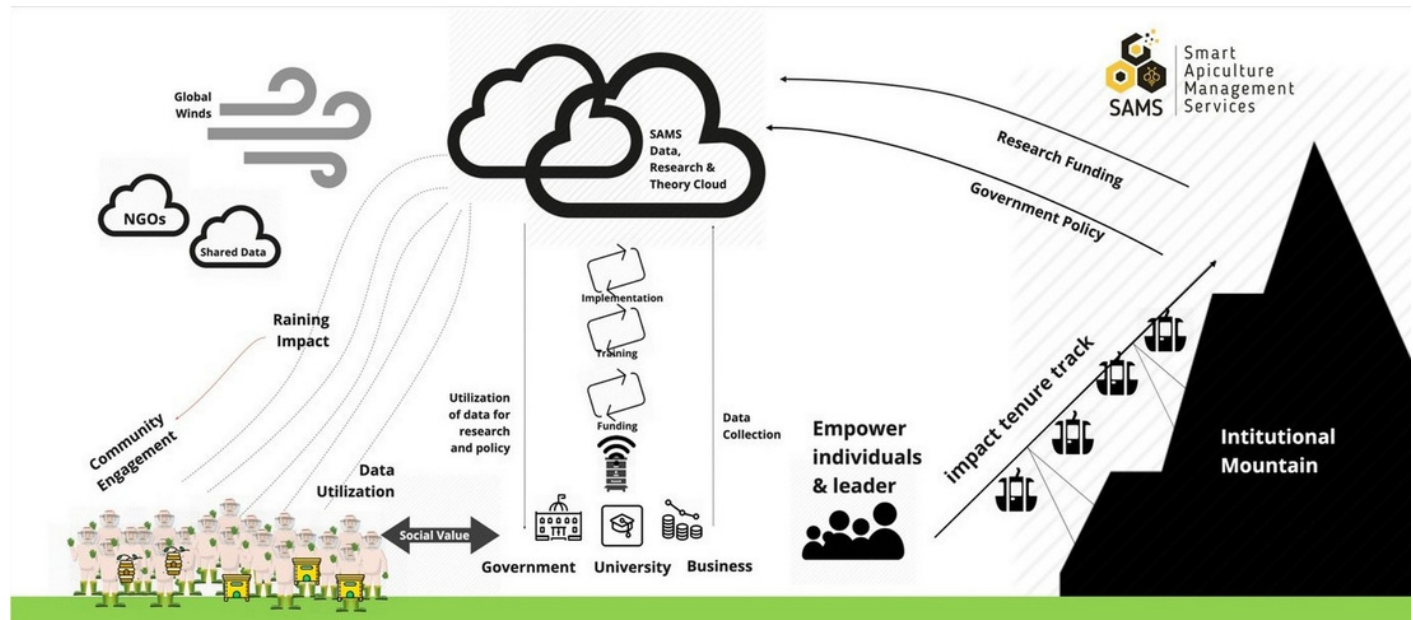 Global
Winds
NGOs
Shared Data
SAMS
Data,
Research &
Theory Cloud
Research Funding
Government Policy
SAMS
Smart
Apiculture
Management
Services
Raining
Impact
Community
Engagement
Data
Utilization
Utilization
of data for
research
and policy
Implementation
Training
Funding
Data
Collection
Social Value
Government
University
Business
Empower
individuals
& leader
impact tenure track
Intitutional
Mountain